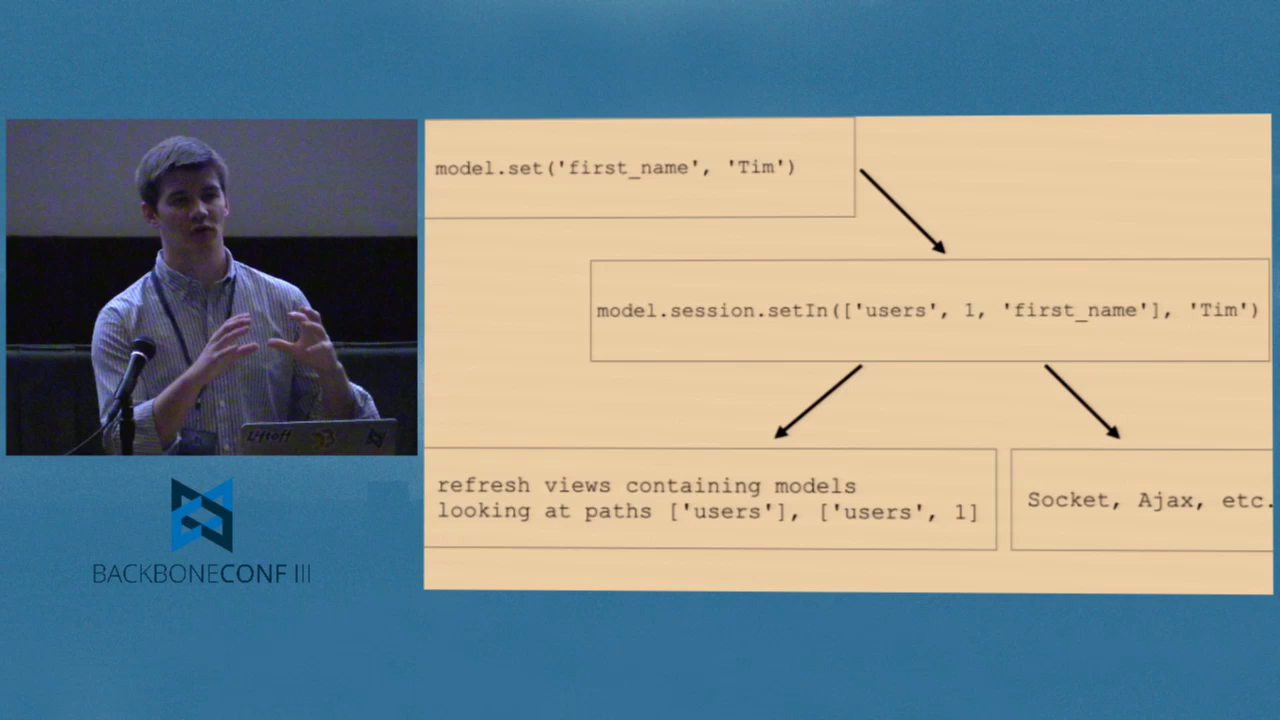 model.set('first_name', 'Tim')
model.session.setIn(['users', 1, 'first_name'], 'Tim')
refresh views containing models
looking at paths ['users'], ['users', 1]
Socket, Ajax, etc.
Liftoff
BACKBONECONF III